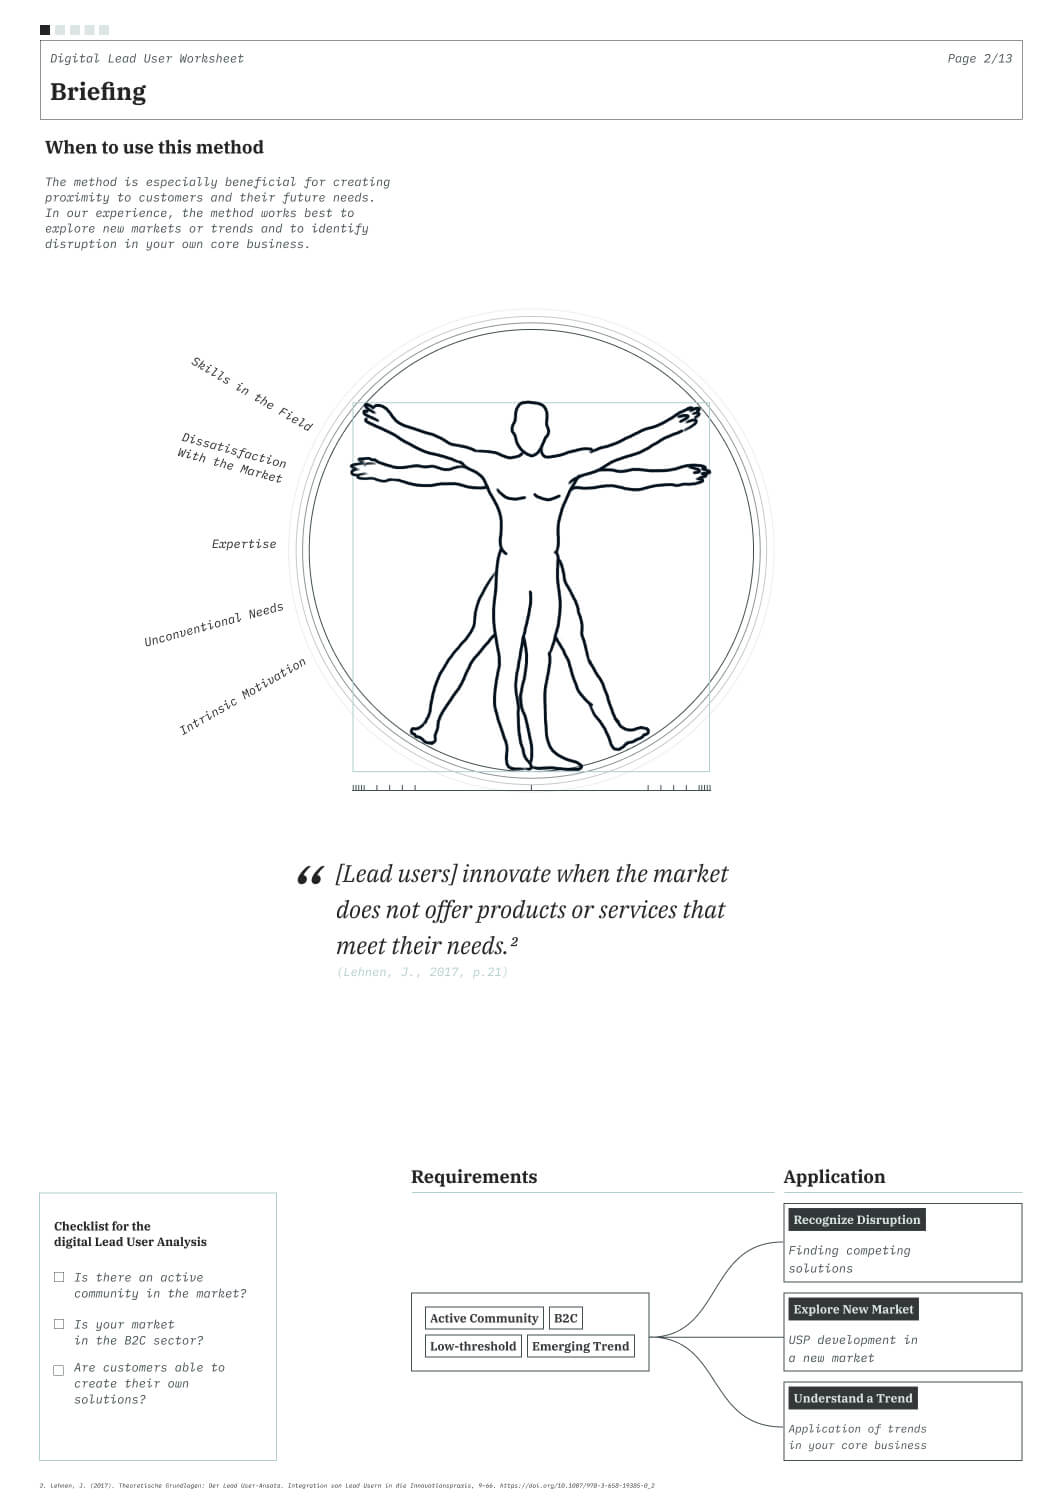 Digital Lead User Worksheet
Page 2/13
Briefing
When to use this method
The method is especially beneficial for creating
proximity to customers and their future needs.
In our experience, the method works best to
explore new markets or trends and to identify
disruption in your own core business.
Skills in the Field
Dissatisfaction
With the Market
Expertise
Unconventional Needs
Intrinsic Motivation
“ [Lead users] innovate when the market
does not offer products or services that
meet their needs.²
(Lehnen, J., 2017, p.21)
Checklist for the
digital Lead User Analysis
Is there an active
community in the market?
Is your market
in the B2C sector?
Are customers able to
create their own
solutions?
Requirements
Active Community
B2C
Low-threshold
Emerging Trend
Application
Recognize Disruption
Finding competing
solutions
Explore New Market
USP development in
a new market
Understand a Trend
Application of trends
in your core business
2. Lehnen, J. (2017). Theoretische Grundlagen: Der Lead User-Ansatz. Integration von Lead Usern in die Innovationspraxis, 9–66. https://doi.org/10.1007/978-3-658-19385-0_2